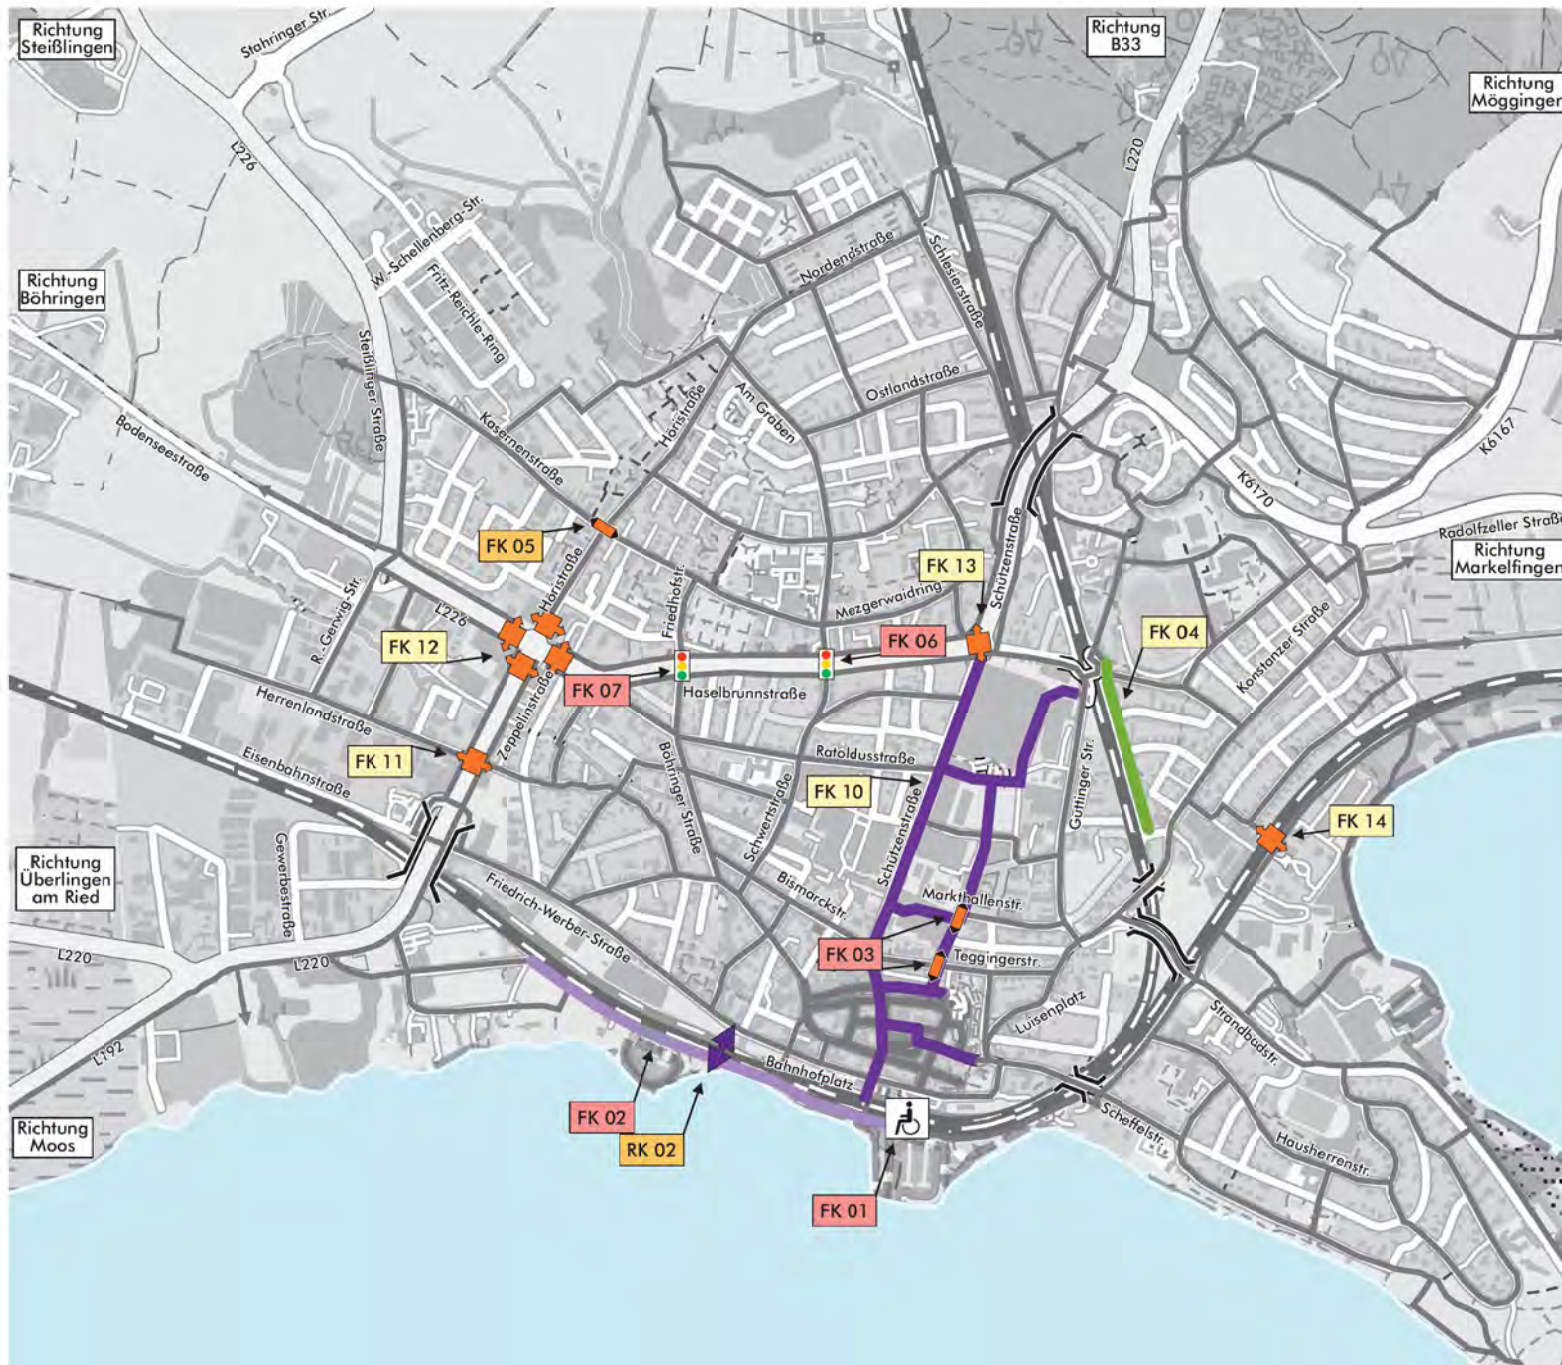 Richtung
Steißlingen
Stahringer Str.
Richtung
B33
Richtung
Möggingen
L226
L220
W.-Schellenberg-Str.
Fritz-Reichle-Ring
Nordendstraße
Schlesierstraße
Richtung
Böhringen
Steißlinger Straße
Höristraße
Am Graben
Ostlandstraße
Kasernenstraße
Bodenseestraße
K6167
K6170
Radolfzeller Straße
Richtung
Markelfingen
FK 05
Höristraße
Friedhofstr.
Mezgerwaidring
FK 13
Schützenstraße
R.-Gerwig-Str.
L226
FK 12
FK 06
FK 04
Konstanzer Straße
FK 07
Haselbrunnstraße
Zeppelinstraße
Herrenlandstraße
Eisenbahnstraße
FK 11
Böhringer Straße
Ratoldusstraße
FK 10
Schwertstraße
Schützenstraße
Güttinger Str.
FK 14
Richtung
Überlingen
am Ried
Gewerbestraße
Friedrich-Werber-Straße
Bismarckstr.
Markthallenstr.
FK 03
Teggingerstr.
L220
L220
Luisenplatz
Strandbadstr.
L192
Bahnhofplatz
Scheffelstr.
Hausherrenstr.
Richtung
Moos
FK 02
RK 02
FK 01